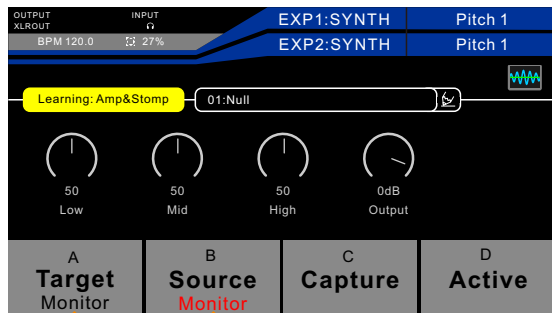 OUTPUT INPUT EXP1:SYNTH Pitch 1
XLROUT
BPM 120.0 27% EXP2:SYNTH Pitch 1
Learning: Amp&Stomp 01:Null
50 50 50 0dB
Low Mid High Output
A B C D
Target Source Capture Active
Monitor Monitor